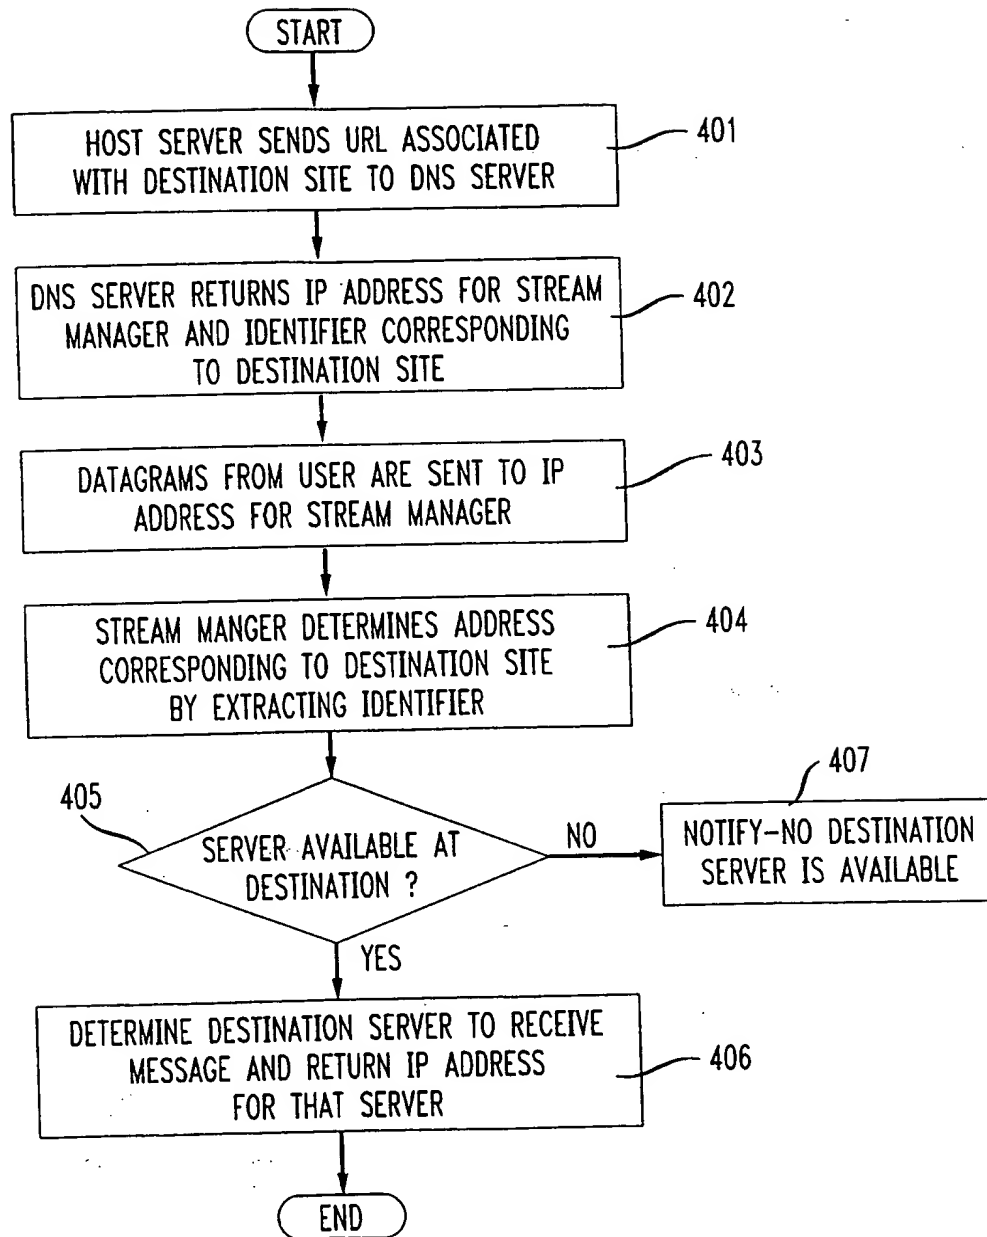 START
HOST SERVER SENDS URL ASSOCIATED
WITH DESTINATION SITE TO DNS SERVER
401
DNS SERVER RETURNS IP ADDRESS FOR STREAM
MANAGER AND IDENTIFIER CORRESPONDING
TO DESTINATION SITE
402
DATAGRAMS FROM USER ARE SENT TO IP
ADDRESS FOR STREAM MANAGER
403
STREAM MANGER DETERMINES ADDRESS
CORRESPONDING TO DESTINATION SITE
BY EXTRACTING IDENTIFIER
404
405
SERVER AVAILABLE AT
DESTINATION ?
NO
407
NOTIFY-NO DESTINATION
SERVER IS AVAILABLE
YES
DETERMINE DESTINATION SERVER TO RECEIVE
MESSAGE AND RETURN IP ADDRESS
FOR THAT SERVER
406
END